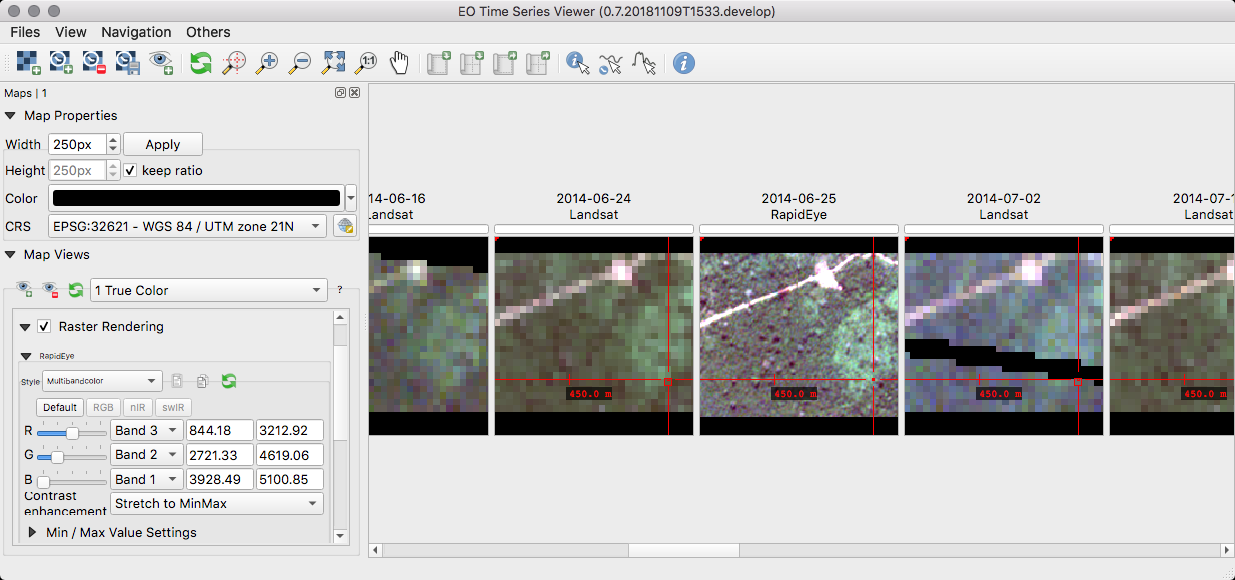 EO Time Series Viewer (0.7.20181109T1533.develop)
Files View Navigation Others
1:1
Maps | 1
Map Properties
Width 250px Apply
Height 250px keep ratio
Color
CRS EPSG:32621 - WGS 84 / UTM zone 21N
Map Views
1 True Color ?
Raster Rendering
RapidEye
Style Multibandcolor
Default RGB nIR swIR
R Band 3 844.18 3212.92
G Band 2 2721.33 4619.06
B Band 1 3928.49 5100.85
Contrast
enhancement Stretch to MinMax
Min / Max Value Settings
14-06-16 2014-06-24 2014-06-25 2014-07-02 2014-07-1
Landsat Landsat RapidEye Landsat Landsat
450.0 m 450.0 m 450.0 m 450.0 m